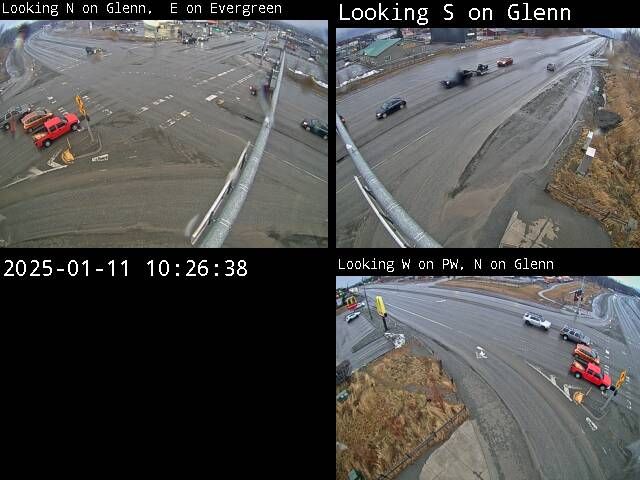 Looking N on Glenn, E on Evergreen
Looking S on Glenn
2025-01-11 10:26:38
Looking W on PW, N on Glenn